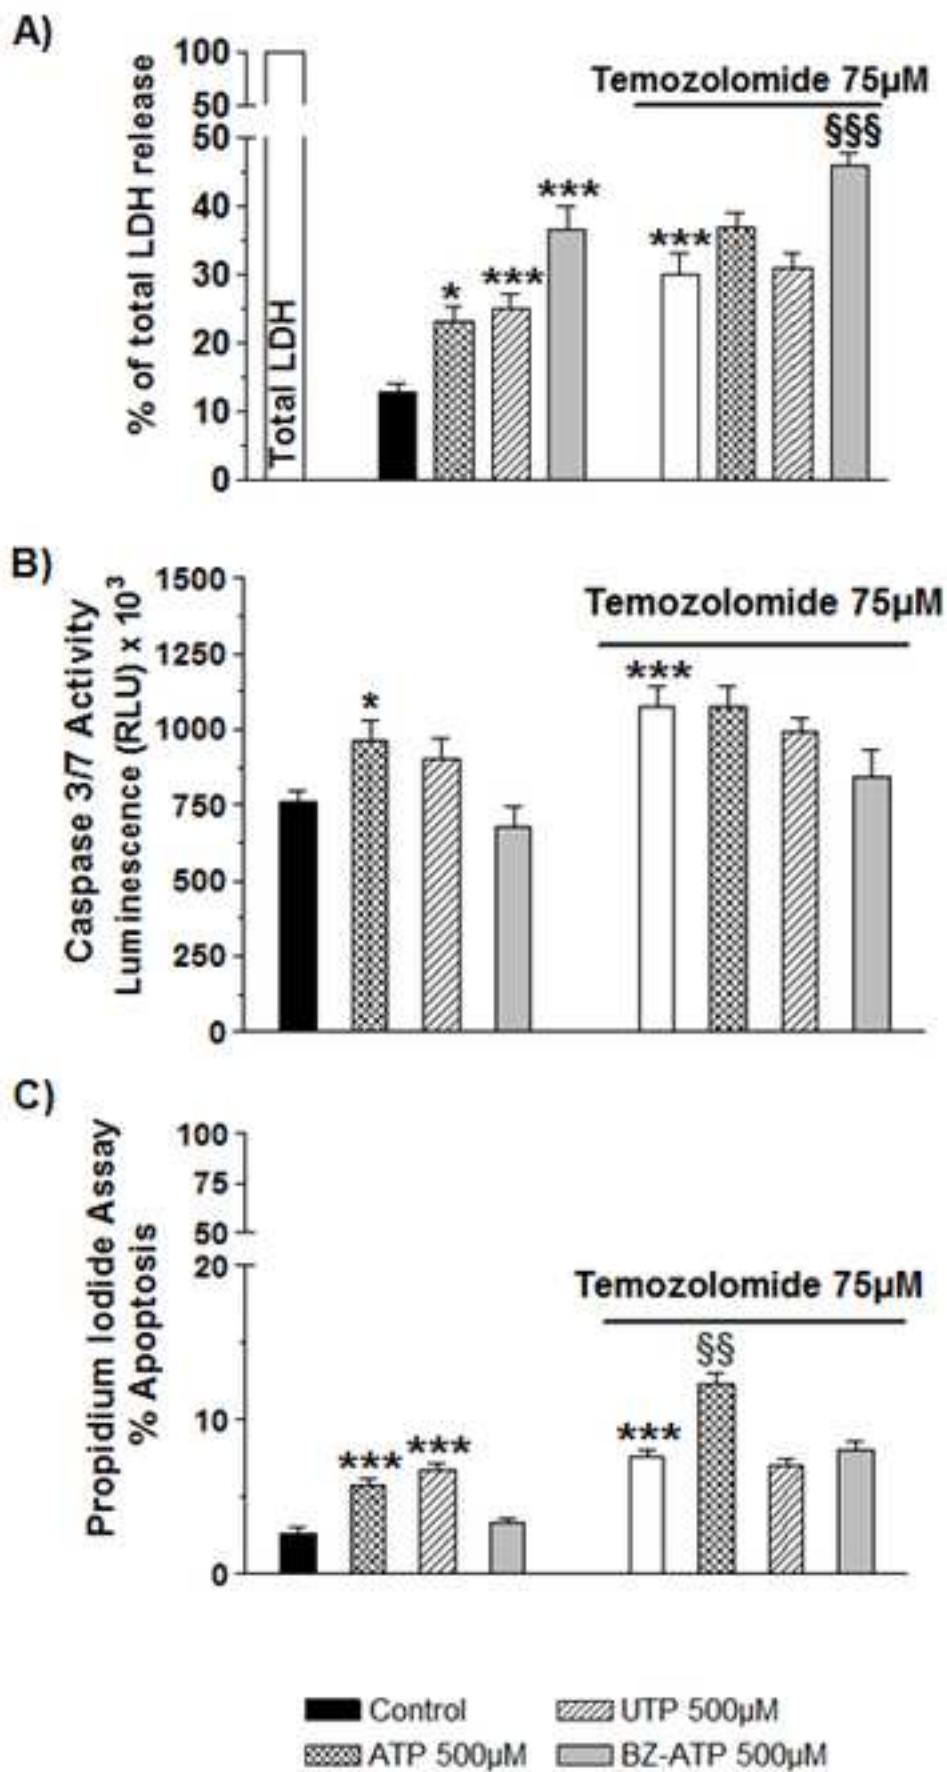 A)
% of total LDH release
100
50
50
40
30
20
10
0
Total LDH
*
***
***
Temozolomide 75µM
***
§§§
B)
Caspase 3/7 Activity
Luminescence (RLU) x 10³
1500
1250
1000
750
500
250
0
*
Temozolomide 75µM
***
C)
Propidium Iodide Assay
% Apoptosis
100
75
50
20
10
0
***
***
Temozolomide 75µM
***
§§
Control
UTP 500µM
ATP 500µM
BZ-ATP 500µM